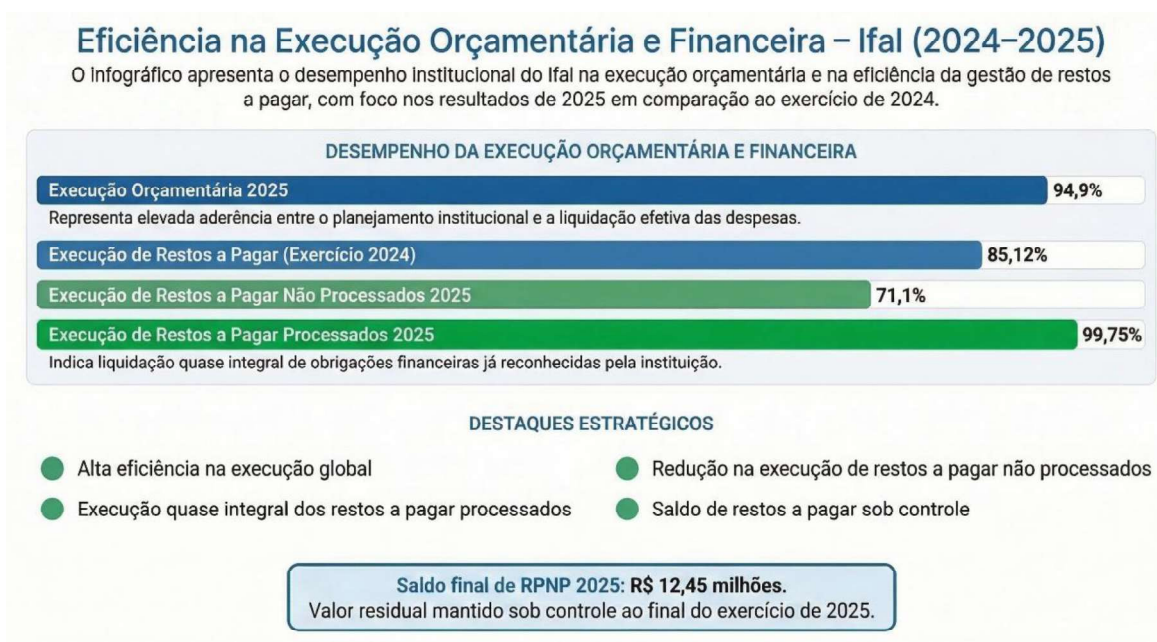 Eficiência na Execução Orçamentária e Financeira – Ifal (2024–2025)
O Infográfico apresenta o desempenho institucional do Ifal na execução orçamentária e na eficiência da gestão de restos
a pagar, com foco nos resultados de 2025 em comparação ao exercício de 2024.
DESEMPENHO DA EXECUÇÃO ORÇAMENTÁRIA E FINANCEIRA
Execução Orçamentária 2025 94,9%
Representa elevada aderência entre o planejamento institucional e a liquidação efetiva das despesas.
Execução de Restos a Pagar (Exercício 2024) 85,12%
Execução de Restos a Pagar Não Processados 2025 71,1%
Execução de Restos a Pagar Processados 2025 99,75%
Indica liquidação quase integral de obrigações financeiras já reconhecidas pela instituição.
DESTAQUES ESTRATÉGICOS
Alta eficiência na execução global
Execução quase integral dos restos a pagar processados
Redução na execução de restos a pagar não processados
Saldo de restos a pagar sob controle
Saldo final de RPNP 2025: R$ 12,45 milhões.
Valor residual mantido sob controle ao final do exercício de 2025.